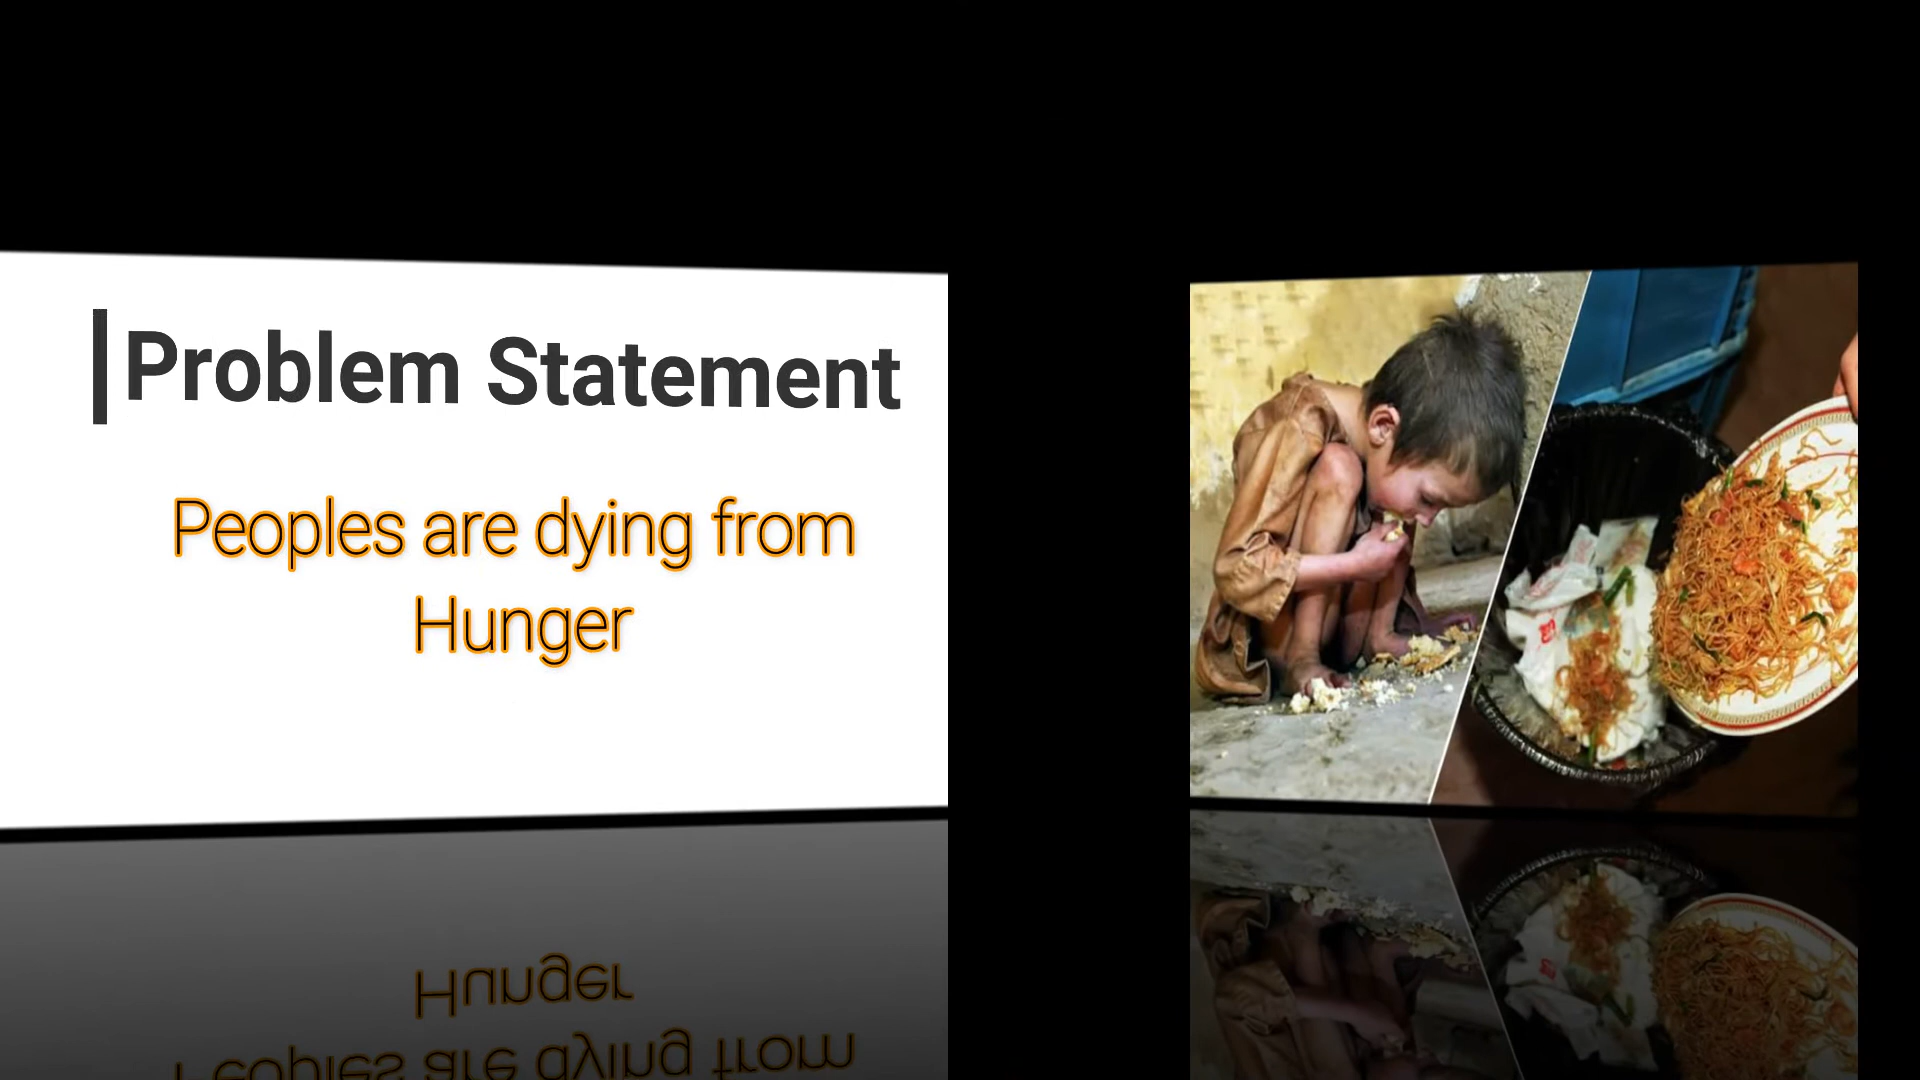 Problem Statement
Peoples are dying from
Hunger